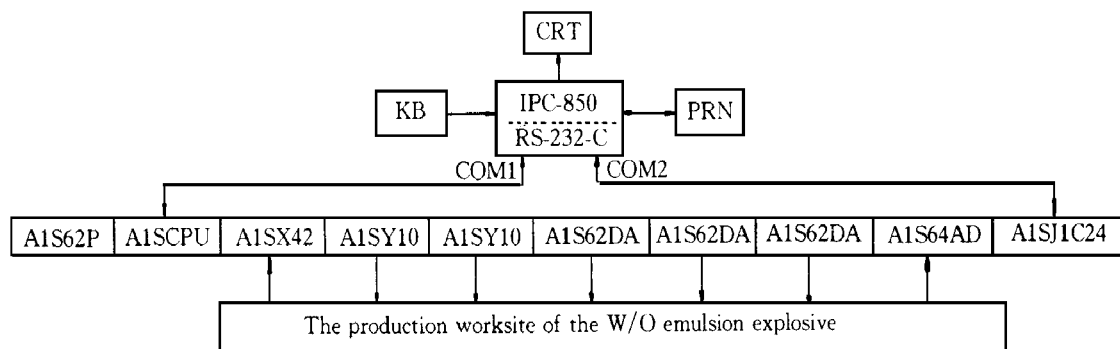 CRT
KB
IPC-850
PRN
RS-232-C
COM1
COM2
A1S62P A1SCPU A1SX42 A1SY10 A1SY10 A1S62DA A1S62DA A1S62DA A1S64AD A1SJ1C24
The production worksite of the W/O emulsion explosive